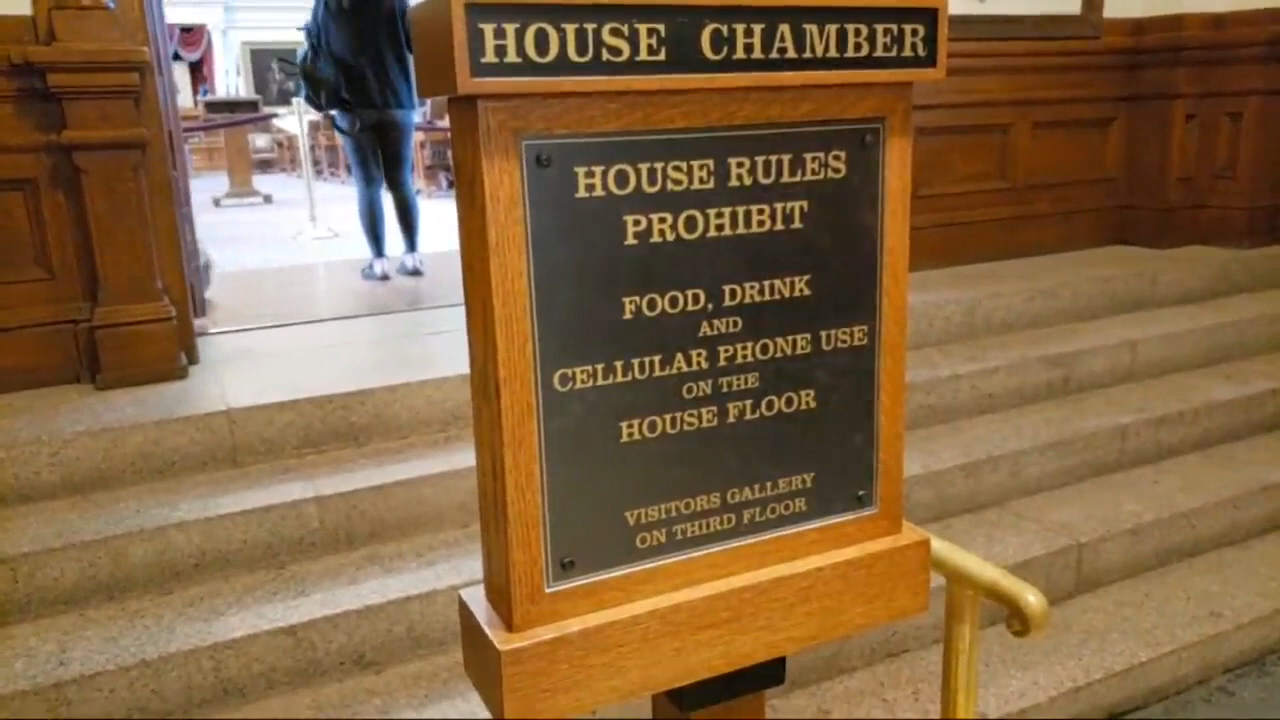 HOUSE CHAMBER
HOUSE RULES
PROHIBIT
FOOD, DRINK
AND
CELLULAR PHONE USE
ON THE
HOUSE FLOOR
VISITORS GALLERY
ON THIRD FLOOR